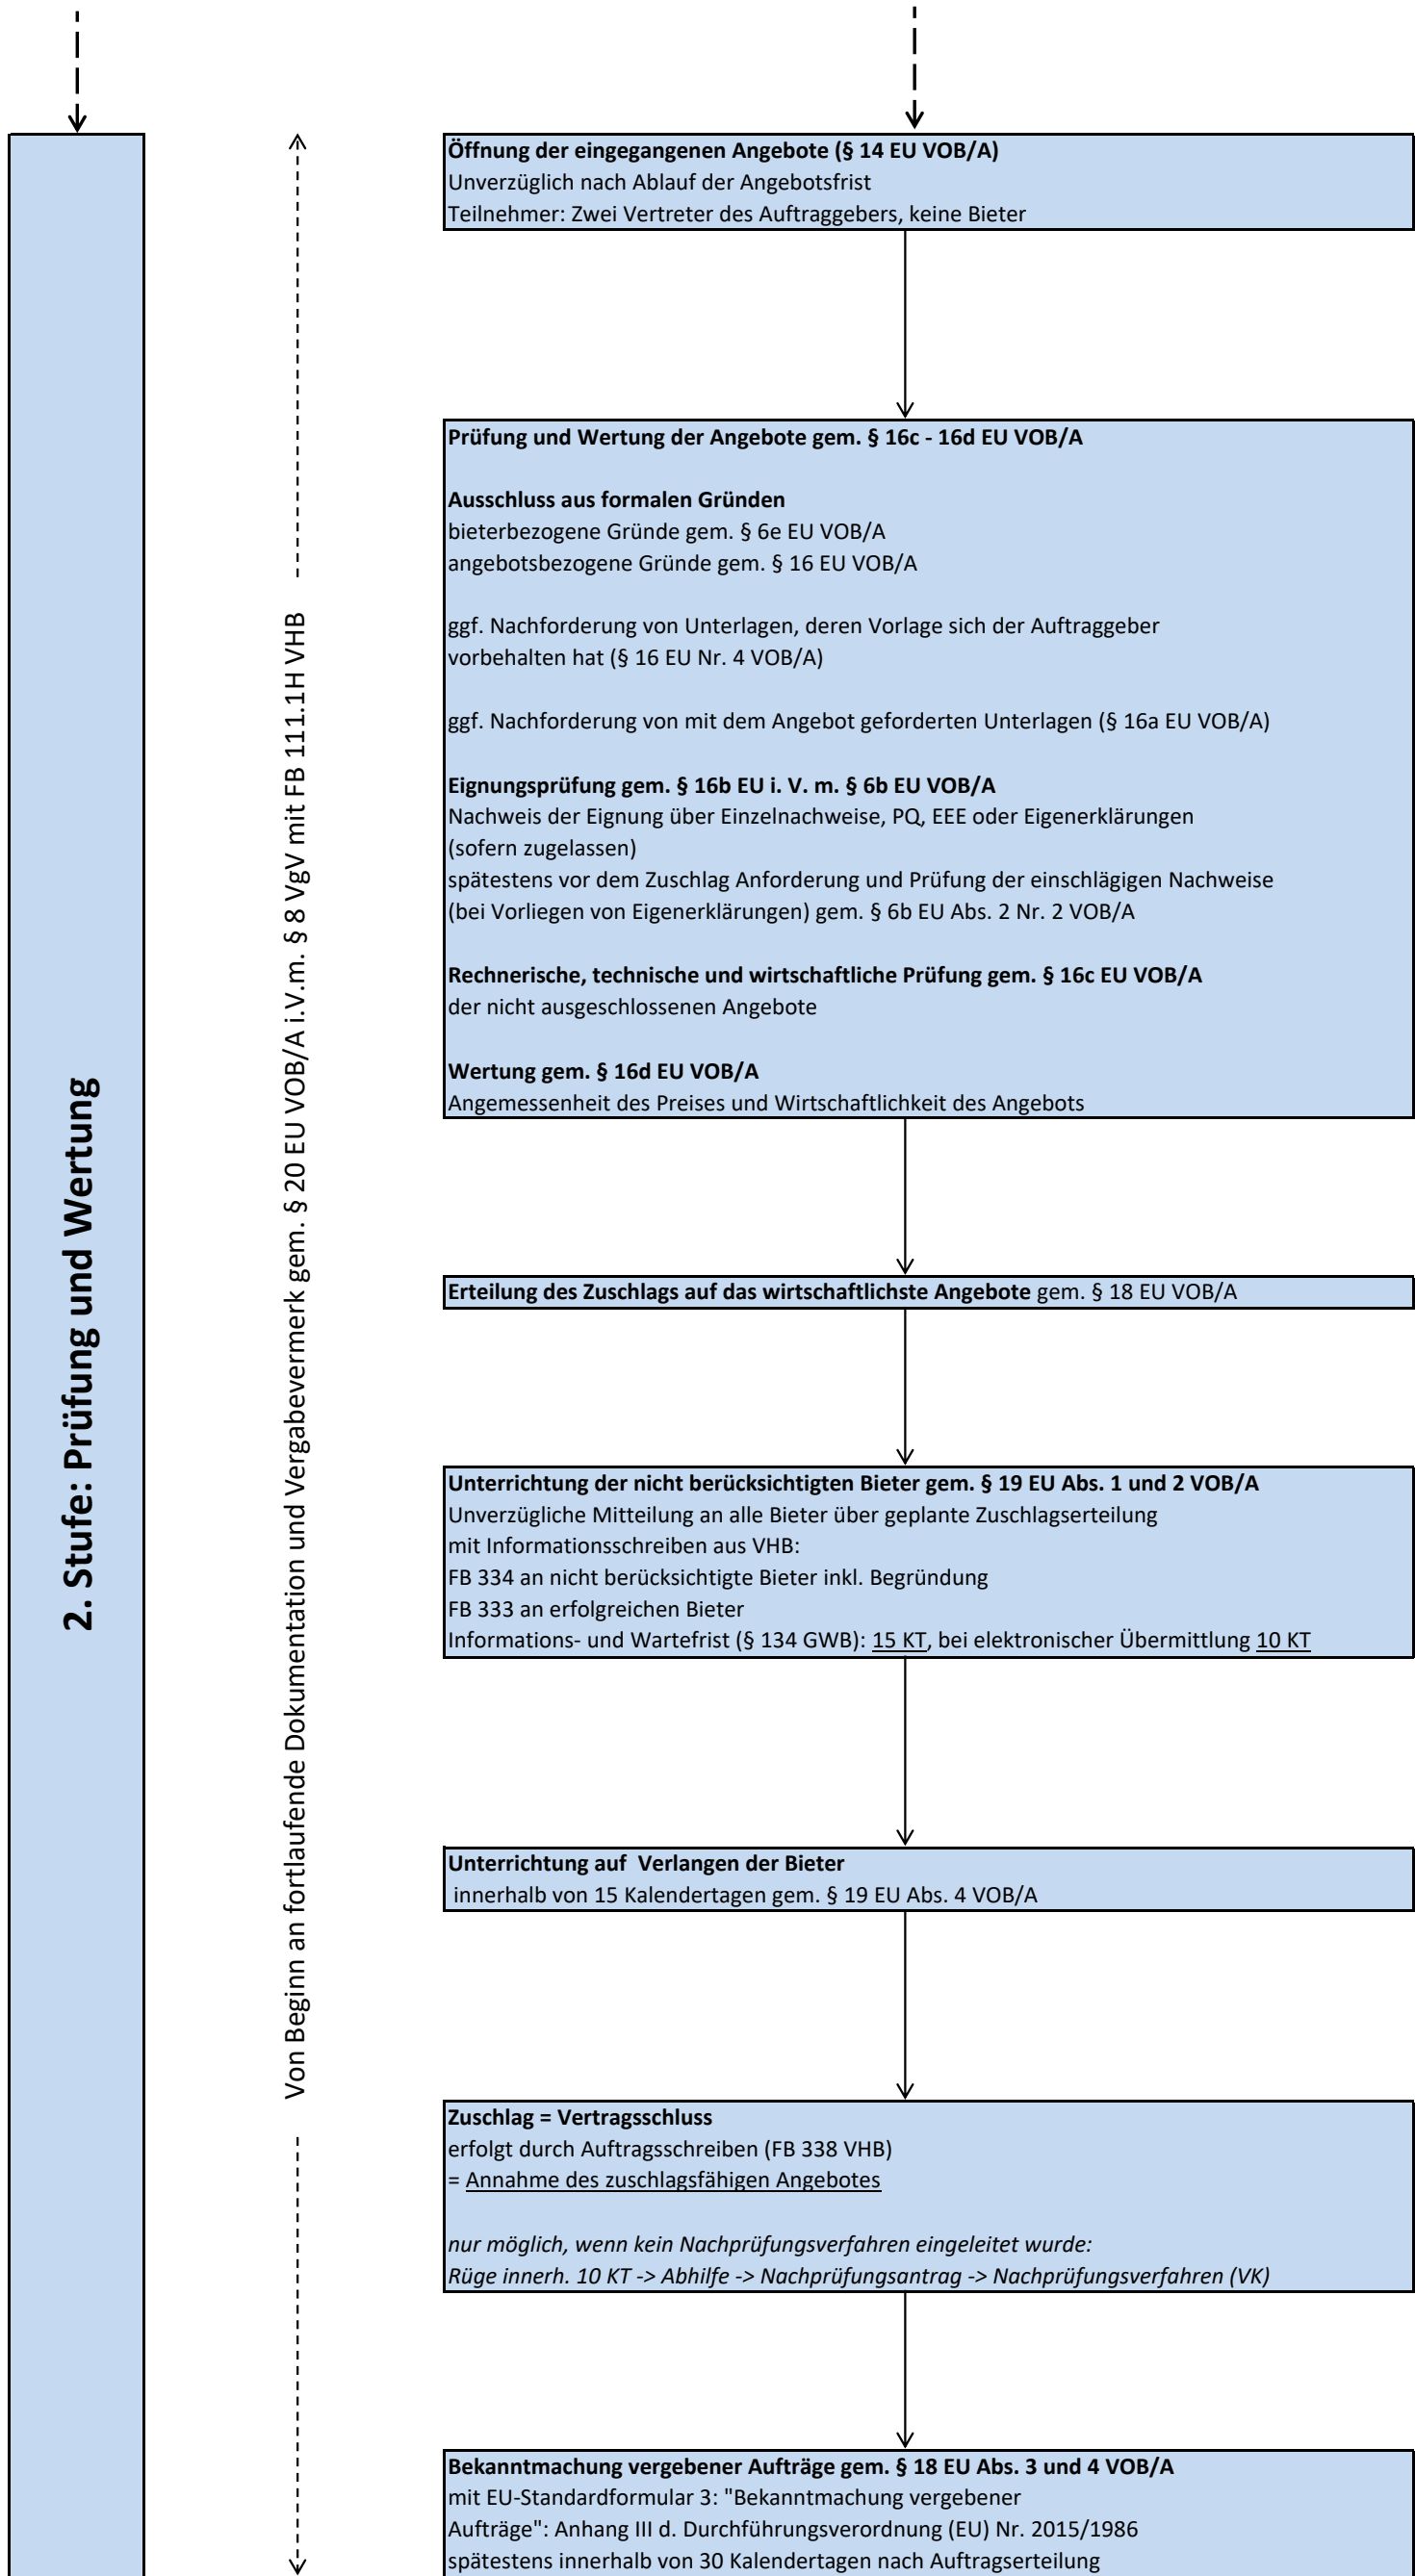 2. Stufe: Prüfung und Wertung
Von Beginn an fortlaufende Dokumentation und Vergabevermerk gem. § 20 EU VOB/A i.V.m. § 8 VgV mit FB 111.1H VHB
Öffnung der eingegangenen Angebote (§ 14 EU VOB/A)
Unverzüglich nach Ablauf der Angebotsfrist
Teilnehmer: Zwei Vertreter des Auftraggebers, keine Bieter
Prüfung und Wertung der Angebote gem. § 16c - 16d EU VOB/A
Ausschluss aus formalen Gründen
bieterbezogene Gründe gem. § 6e EU VOB/A
angebotsbezogene Gründe gem. § 16 EU VOB/A
ggf. Nachforderung von Unterlagen, deren Vorlage sich der Auftraggeber
vorbehalten hat (§ 16 EU Nr. 4 VOB/A)
ggf. Nachforderung von mit dem Angebot geforderten Unterlagen (§ 16a EU VOB/A)
Eignungsprüfung gem. § 16b EU i. V. m. § 6b EU VOB/A
Nachweis der Eignung über Einzelnachweise, PQ, EEE oder Eigenerklärungen
(sofern zugelassen)
spätestens vor dem Zuschlag Anforderung und Prüfung der einschlägigen Nachweise
(bei Vorliegen von Eigenerklärungen) gem. § 6b EU Abs. 2 Nr. 2 VOB/A
Rechnerische, technische und wirtschaftliche Prüfung gem. § 16c EU VOB/A
der nicht ausgeschlossenen Angebote
Wertung gem. § 16d EU VOB/A
Angemessenheit des Preises und Wirtschaftlichkeit des Angebots
Erteilung des Zuschlags auf das wirtschaftlichste Angebote gem. § 18 EU VOB/A
Unterrichtung der nicht berücksichtigten Bieter gem. § 19 EU Abs. 1 und 2 VOB/A
Unverzügliche Mitteilung an alle Bieter über geplante Zuschlagserteilung
mit Informationsschreiben aus VHB:
FB 334 an nicht berücksichtigte Bieter inkl. Begründung
FB 333 an erfolgreichen Bieter
Informations- und Wartefrist (§ 134 GWB): 15 KT, bei elektronischer Übermittlung 10 KT
Unterrichtung auf  Verlangen der Bieter
innerhalb von 15 Kalendertagen gem. § 19 EU Abs. 4 VOB/A
Zuschlag = Vertragsschluss
erfolgt durch Auftragsschreiben (FB 338 VHB)
= Annahme des zuschlagsfähigen Angebotes
nur möglich, wenn kein Nachprüfungsverfahren eingeleitet wurde:
Rüge innerh. 10 KT -> Abhilfe -> Nachprüfungsantrag -> Nachprüfungsverfahren (VK)
Bekanntmachung vergebener Aufträge gem. § 18 EU Abs. 3 und 4 VOB/A
mit EU-Standardformular 3: "Bekanntmachung vergebener
Aufträge": Anhang III d. Durchführungsverordnung (EU) Nr. 2015/1986
spätestens innerhalb von 30 Kalendertagen nach Auftragserteilung